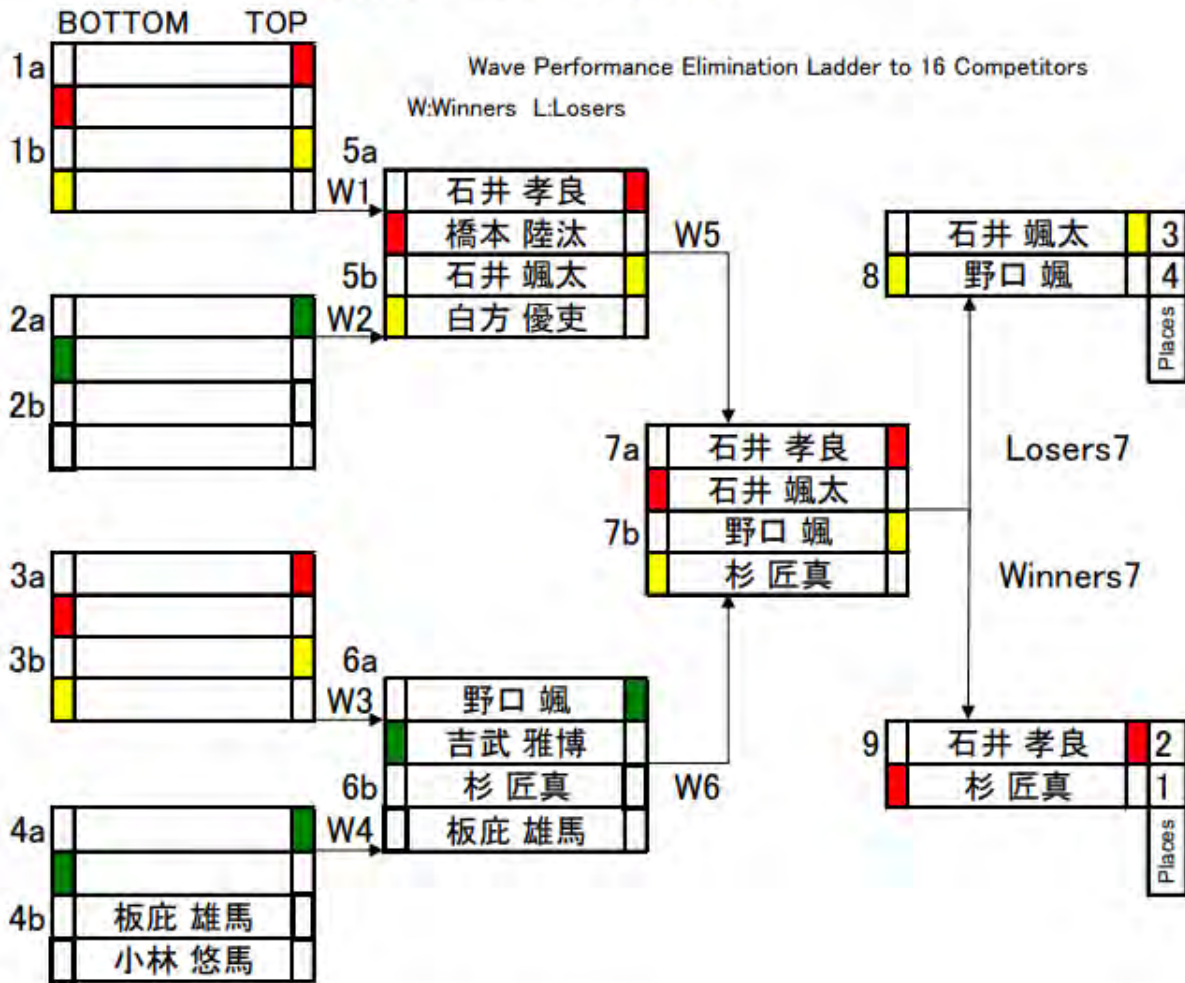 BOTTOM TOP
Wave Performance Elimination Ladder to 16 Competitors
W:Winners L:Losers
1a
1b
5a
W1
石井 孝良
橋本 陸汰
5b
石井 颯太
白方 優吏
W5
2a
W2
2b
石井 颯太 3
8 野口 颯 4
Places
7a 石井 孝良
石井 颯太
7b 野口 颯
杉 匠真
Losers7
Winners7
3a
3b
6a
W3
野口 颯
吉武 雅博
6b 杉 匠真
板庇 雄馬
W6
9 石井 孝良 2
杉 匠真 1
Places
4a
W4
4b 板庇 雄馬
小林 悠馬